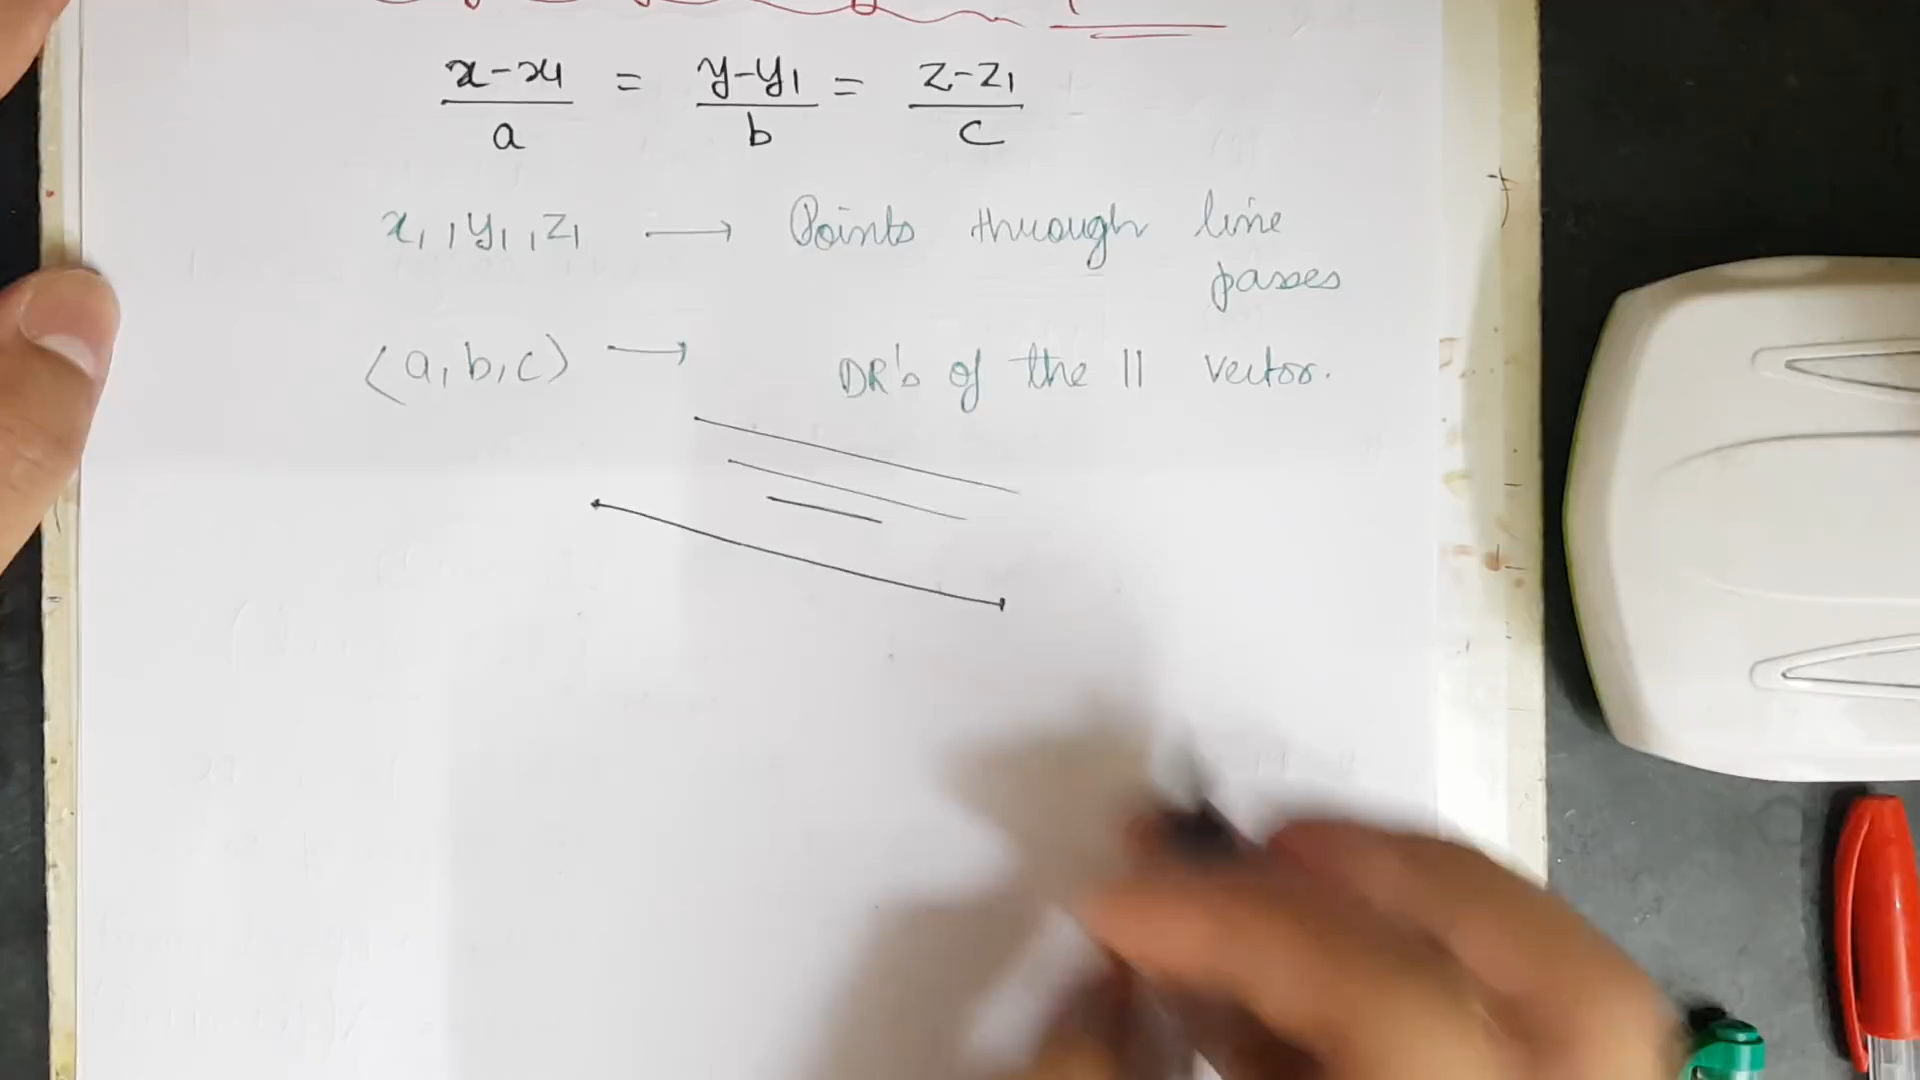 x-x1/a = y-y1/b = z-z1/c
x1, y1, z1 → Points through line
passes
⟨a, b, c⟩ → DR's of the || vector.